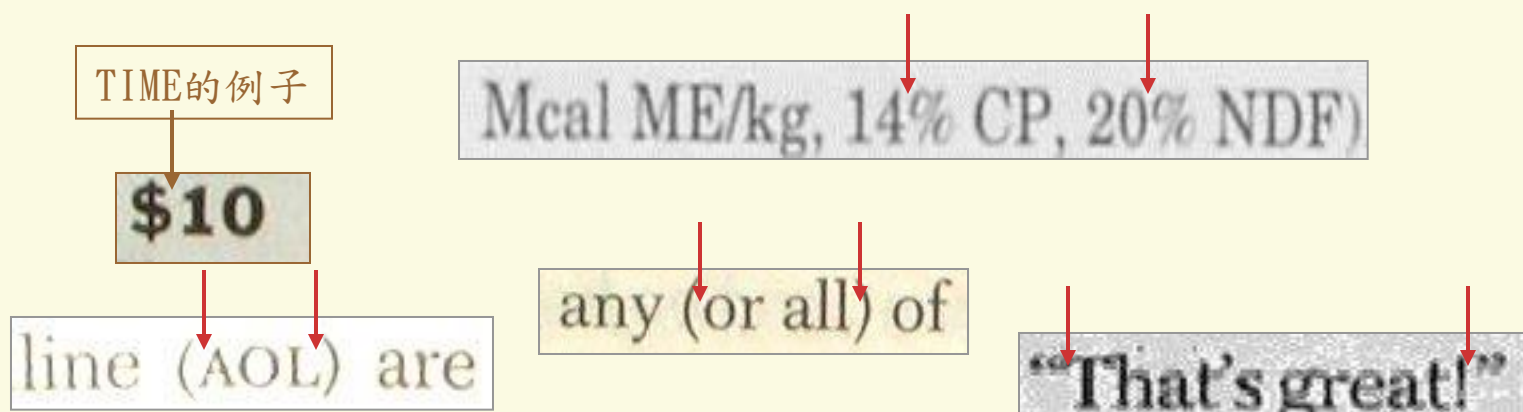 TIME的例子
Mcal ME/kg, 14% CP, 20% NDF)
$10
any (or all) of
line (AOL) are
“That’s great!”